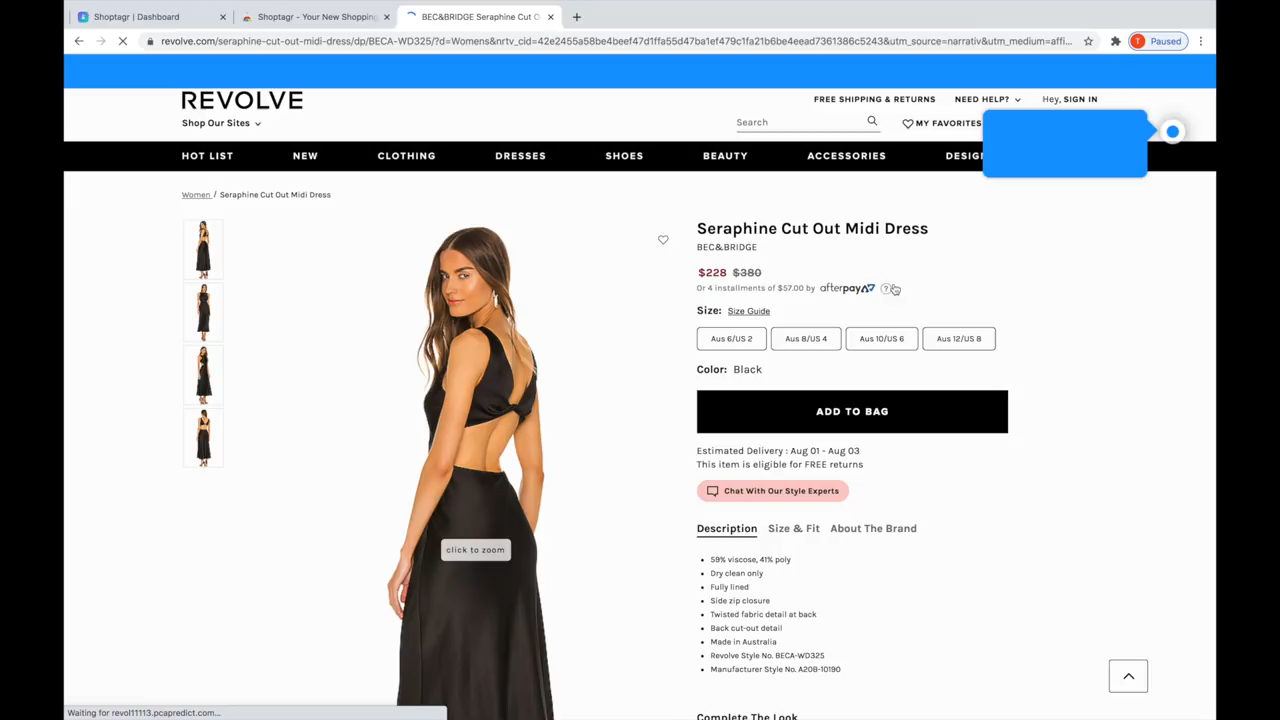 Shoptagr | Dashboard
Shoptagr - Your New Shopping
BEC&BRIDGE Seraphine Cut O
revolve.com/seraphine-cut-out-midi-dress/dp/BECA-WD325/?d=Womens&nrtv_cid=42e2455a58be4beef47d1ffa55d47ba1ef479c1fa21b6be4eead7361386c5243&utm_source=narrativ&utm_medium=affi...
T Paused
REVOLVE
FREE SHIPPING & RETURNS NEED HELP? Hey, SIGN IN
Shop Our Sites
Search
MY FAVORITES
HOT LIST NEW CLOTHING DRESSES SHOES BEAUTY ACCESSORIES DESIG
Women / Seraphine Cut Out Midi Dress
Seraphine Cut Out Midi Dress
BEC&BRIDGE
$228 $380
Or 4 installments of $57.00 by afterpay ?
Size: Size Guide
Aus 6/US 2 Aus 8/US 4 Aus 10/US 6 Aus 12/US 8
Color: Black
ADD TO BAG
Estimated Delivery : Aug 01 - Aug 03
This item is eligible for FREE returns
Chat With Our Style Experts
click to zoom
Description Size & Fit About The Brand
• 59% viscose, 41% poly
• Dry clean only
• Fully lined
• Side zip closure
• Twisted fabric detail at back
• Back cut-out detail
• Made in Australia
• Revolve Style No. BECA-WD325
• Manufacturer Style No. A20B-10190
Complete The Look
Waiting for revol11113.pcapredict.com...